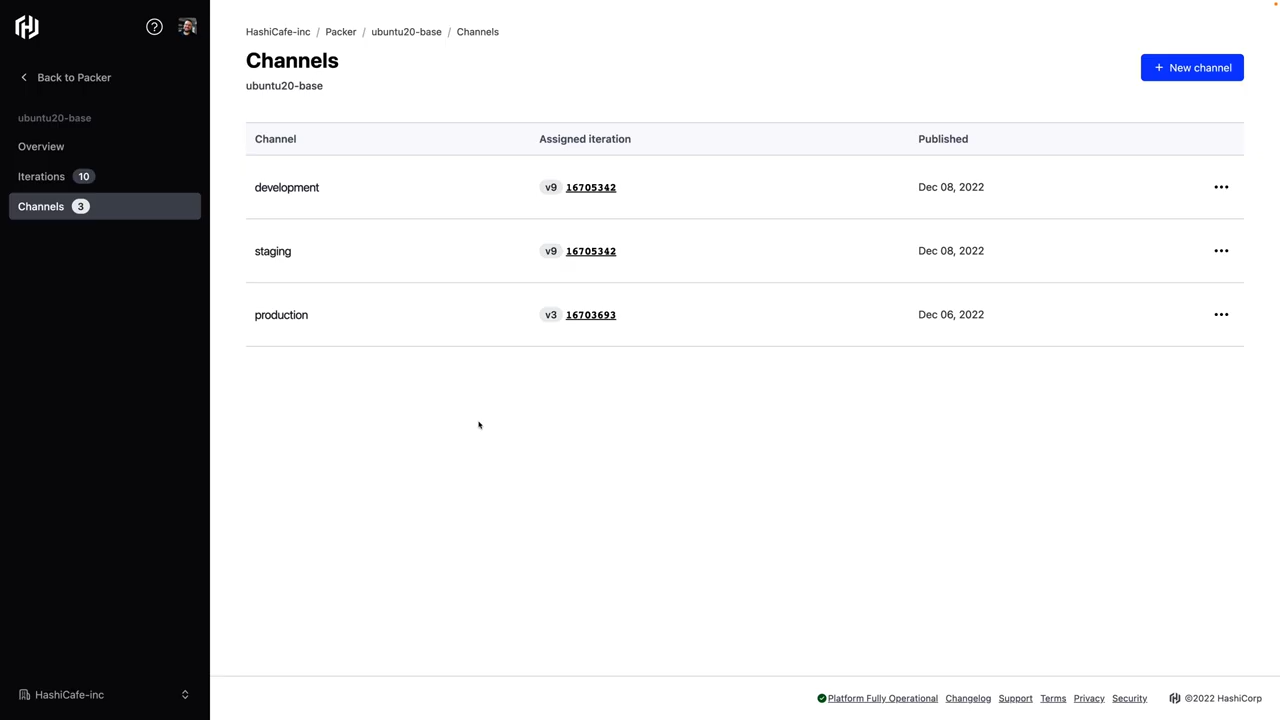 Back to Packer
ubuntu20-base
Overview
Iterations 10
Channels 3
HashiCafe-inc
HashiCafe-inc / Packer / ubuntu20-base / Channels
Channels
ubuntu20-base
+ New channel
Channel Assigned iteration Published
development v9 16705342 Dec 08, 2022
staging v9 16705342 Dec 08, 2022
production v3 16703693 Dec 06, 2022
Platform Fully Operational Changelog Support Terms Privacy Security ©2022 HashiCorp